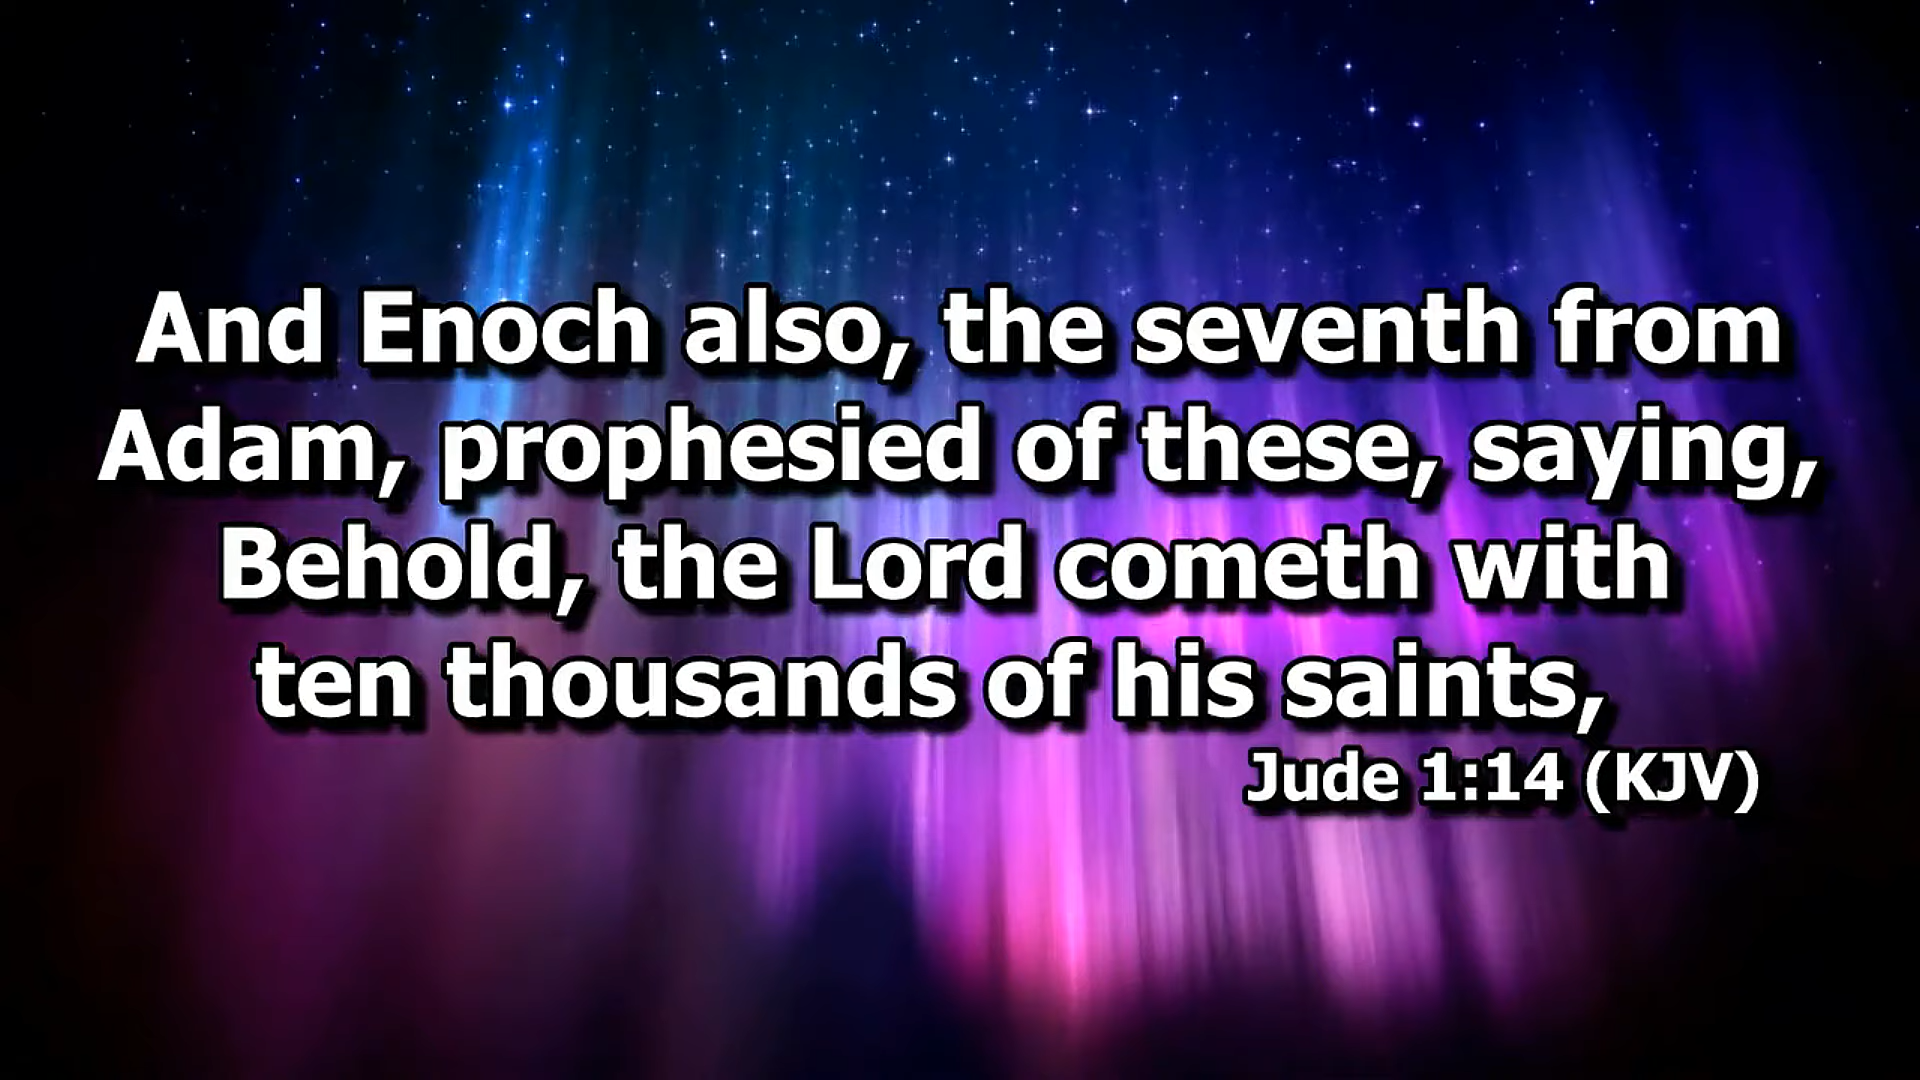 And Enoch also, the seventh from
Adam, prophesied of these, saying,
Behold, the Lord cometh with
ten thousands of his saints,
Jude 1:14 (KJV)